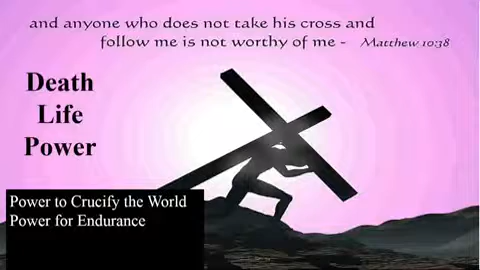 and anyone who does not take his cross and
follow me is not worthy of me - Matthew 10:38
Death
Life
Power
Power to Crucify the World
Power for Endurance